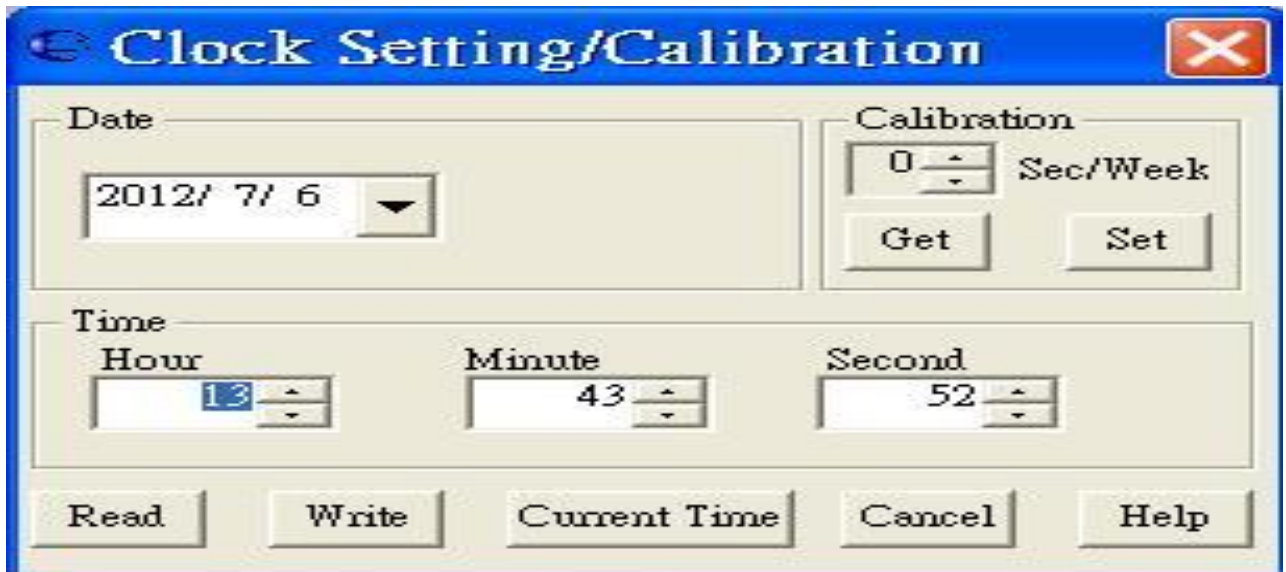 Clock Setting/Calibration
Date
2012/ 7/ 6
Calibration
0 Sec/Week
Get Set
Time
Hour Minute Second
13 43 52
Read Write Current Time Cancel Help